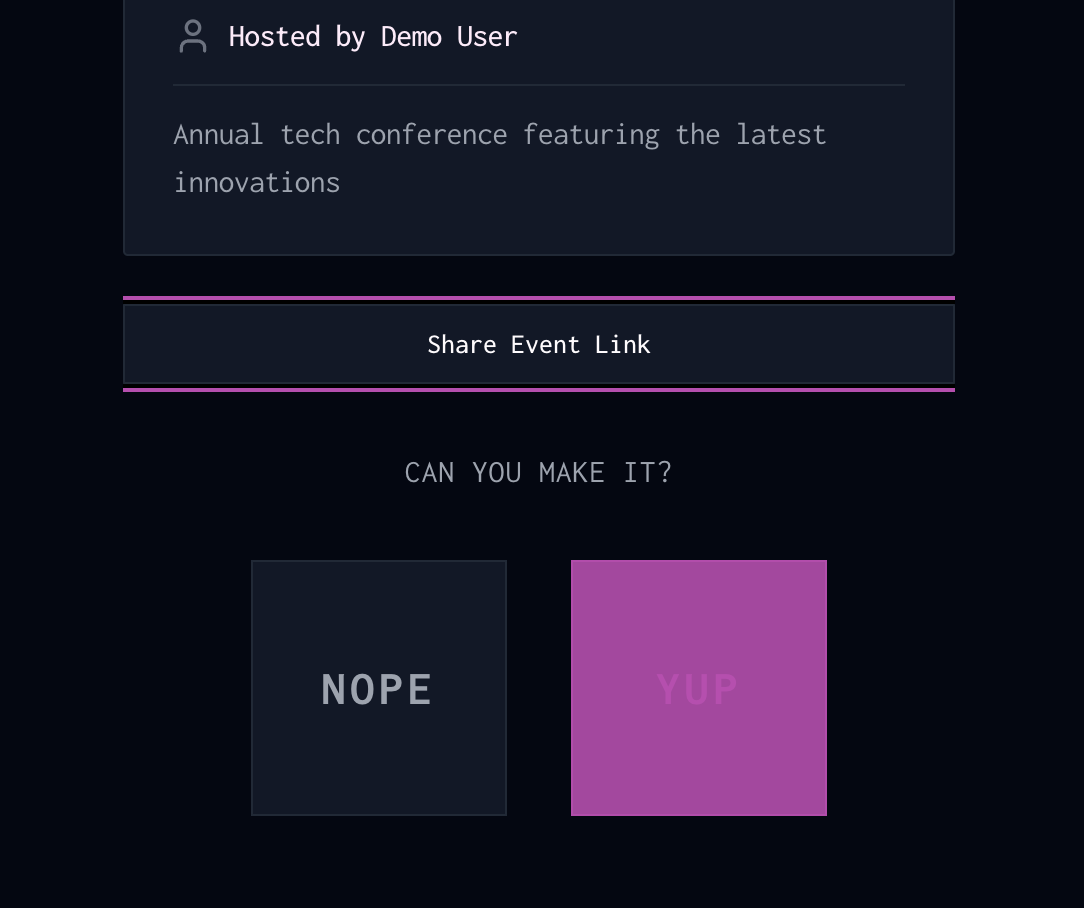 Hosted by Demo User
Annual tech conference featuring the latest
innovations
Share Event Link
CAN YOU MAKE IT?
NOPE
YUP